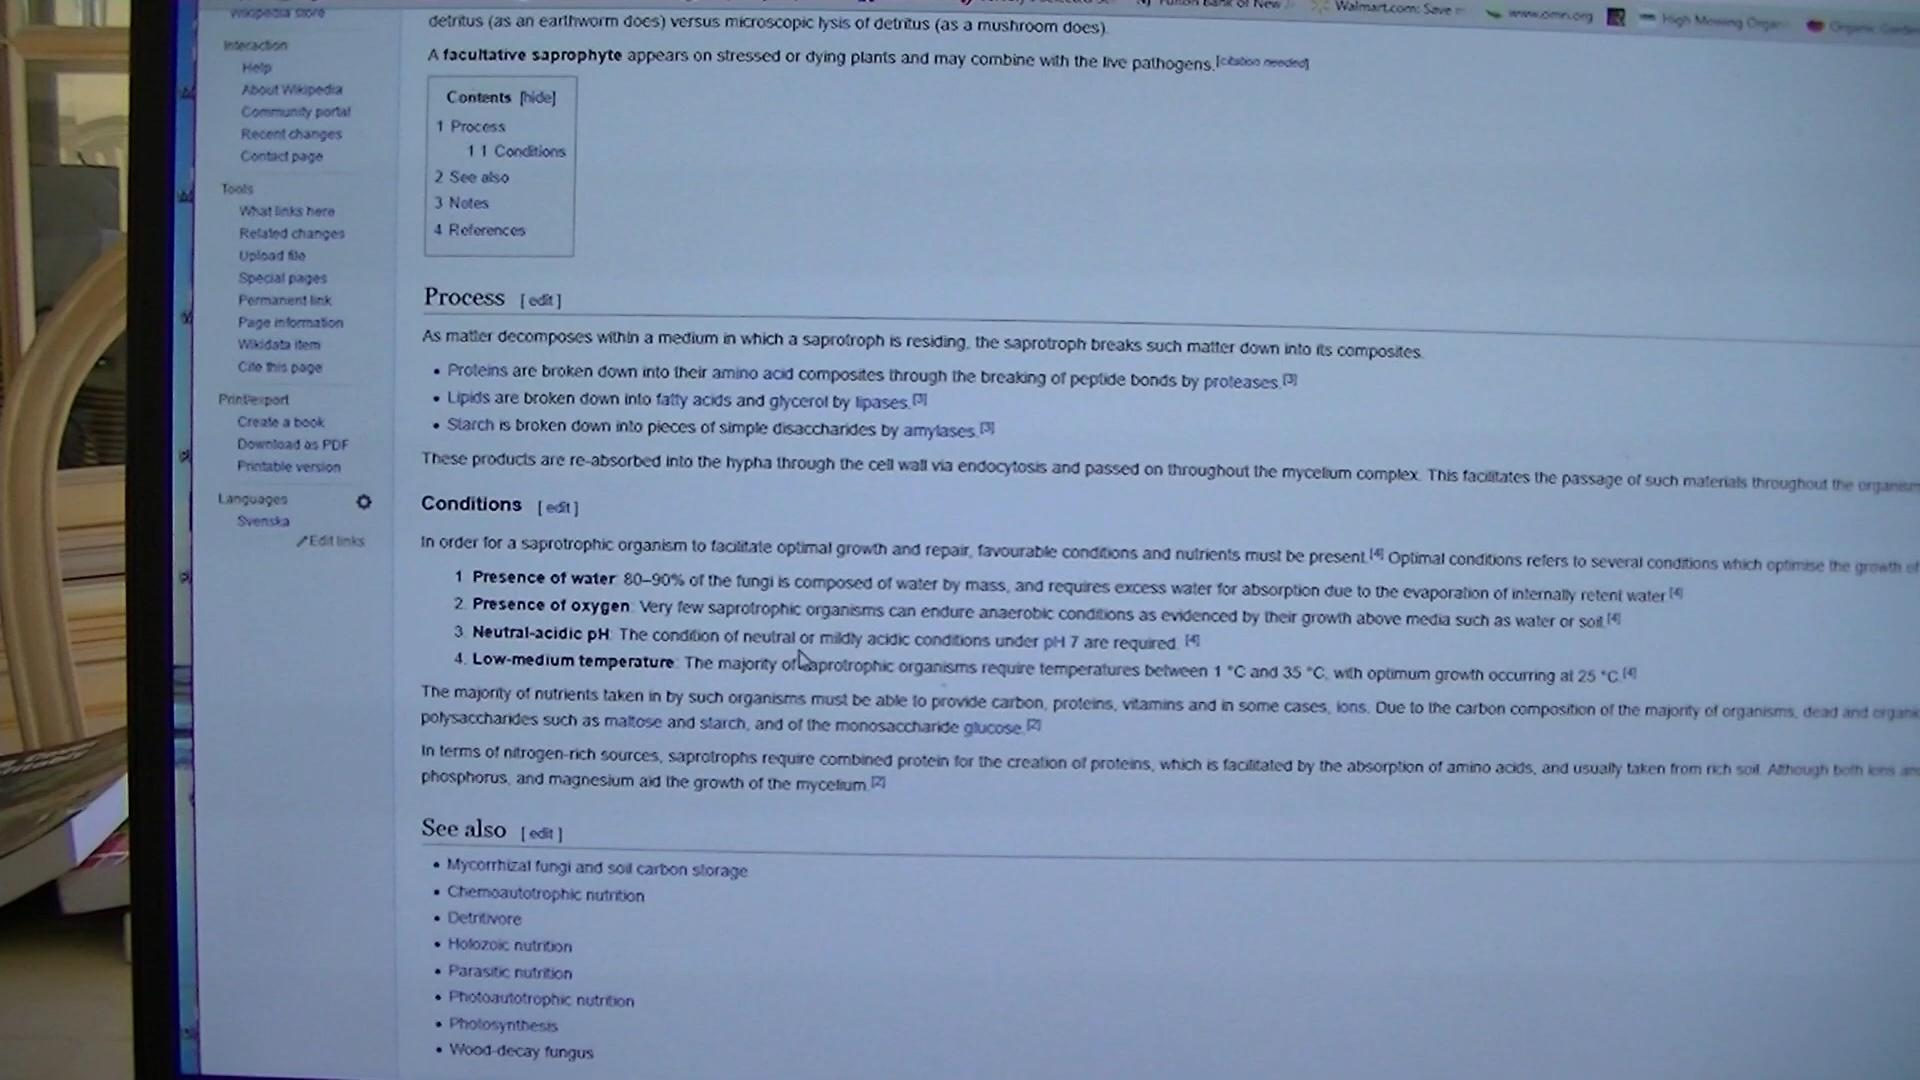 Wikipedia store
Interaction
Help
About Wikipedia
Community portal
Recent changes
Contact page
Tools
What links here
Related changes
Upload file
Special pages
Permanent link
Page information
Wikidata item
Cite this page
Print/export
Create a book
Download as PDF
Printable version
Languages
Svenska
Edit links
Bank of New
Walmart.com: Save
www.omri.org
High Mowing Organ
Organic Garden
detritus (as an earthworm does) versus microscopic lysis of detritus (as a mushroom does).
A facultative saprophyte appears on stressed or dying plants and may combine with the live pathogens.[citation needed]
Contents [hide]
1 Process
1.1 Conditions
2 See also
3 Notes
4 References
Process [ edit ]
As matter decomposes within a medium in which a saprotroph is residing, the saprotroph breaks such matter down into its composites.
• Proteins are broken down into their amino acid composites through the breaking of peptide bonds by proteases.[3]
• Lipids are broken down into fatty acids and glycerol by lipases.[3]
• Starch is broken down into pieces of simple disaccharides by amylases.[3]
These products are re-absorbed into the hypha through the cell wall via endocytosis and passed on throughout the mycelium complex. This facilitates the passage of such materials throughout the organism
Conditions [ edit ]
In order for a saprotrophic organism to facilitate optimal growth and repair, favourable conditions and nutrients must be present.[4] Optimal conditions refers to several conditions which optimise the growth of
1. Presence of water: 80–90% of the fungi is composed of water by mass, and requires excess water for absorption due to the evaporation of internally retent water.[4]
2. Presence of oxygen: Very few saprotrophic organisms can endure anaerobic conditions as evidenced by their growth above media such as water or soil.[4]
3. Neutral-acidic pH: The condition of neutral or mildly acidic conditions under pH 7 are required. [4]
4. Low-medium temperature: The majority of saprotrophic organisms require temperatures between 1 °C and 35 °C, with optimum growth occurring at 25 °C.[4]
The majority of nutrients taken in by such organisms must be able to provide carbon, proteins, vitamins and in some cases, ions. Due to the carbon composition of the majority of organisms, dead and organic
polysaccharides such as maltose and starch, and of the monosaccharide glucose.[2]
In terms of nitrogen-rich sources, saprotrophs require combined protein for the creation of proteins, which is facilitated by the absorption of amino acids, and usually taken from rich soil. Although both ions and
phosphorus, and magnesium aid the growth of the mycelium.[2]
See also [ edit ]
• Mycorrhizal fungi and soil carbon storage
• Chemoautotrophic nutrition
• Detritivore
• Holozoic nutrition
• Parasitic nutrition
• Photoautotrophic nutrition
• Photosynthesis
• Wood-decay fungus